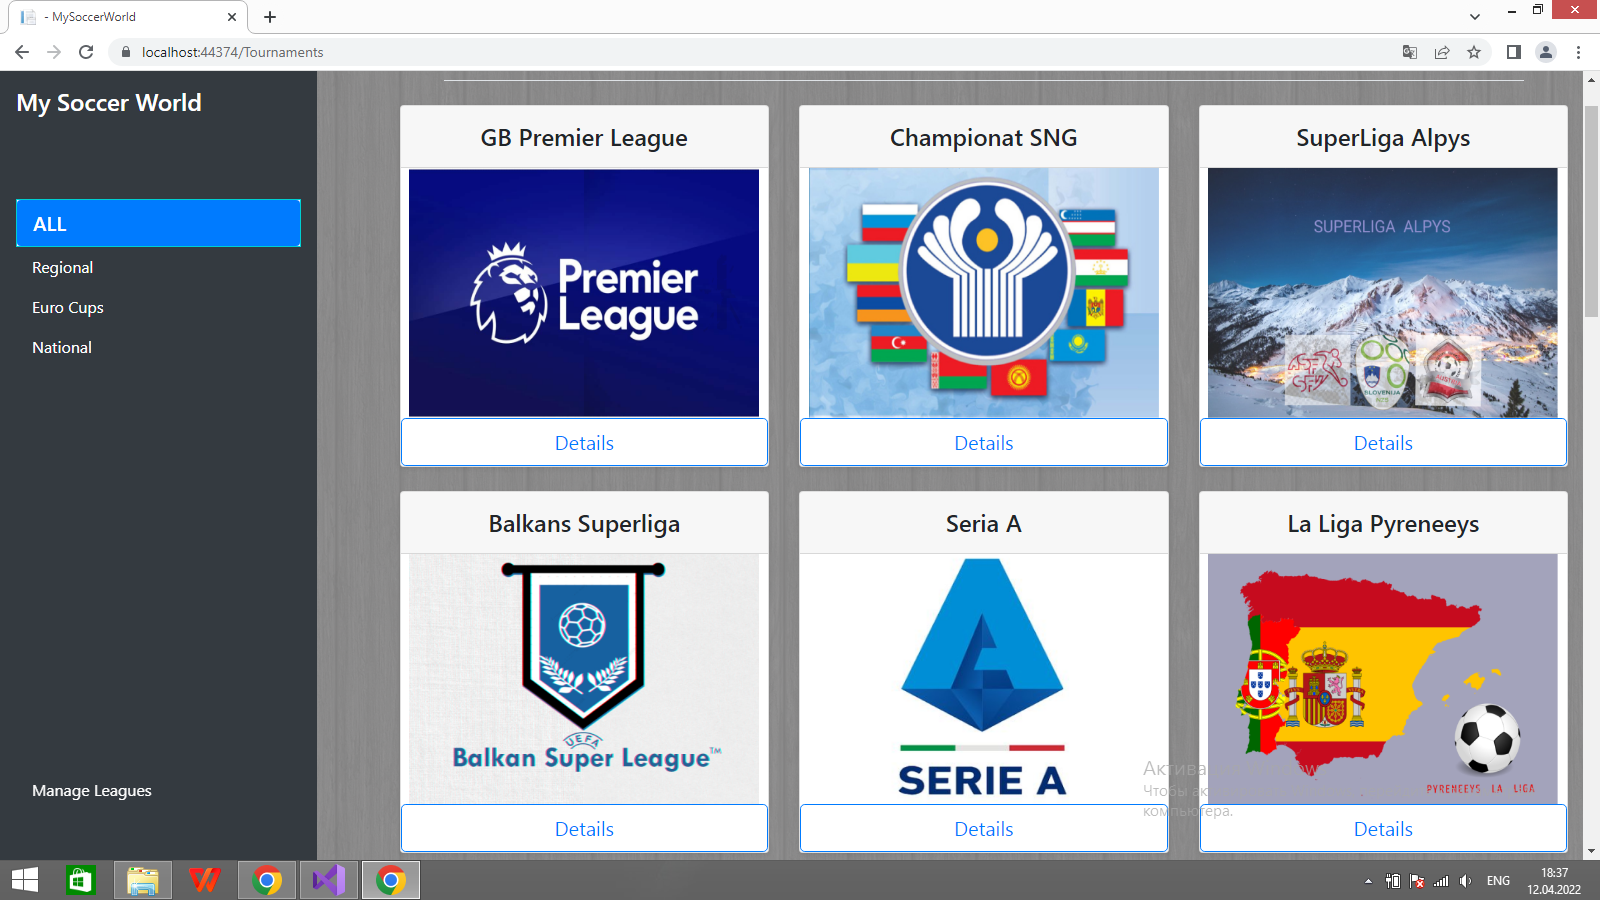 - MySoccerWorld
localhost:44374/Tournaments
My Soccer World
ALL
Regional
Euro Cups
National
Manage Leagues
GB Premier League
Premier
League
Details
Championat SNG
Details
SuperLiga Alpys
SUPERLIGA ALPYS
SLOVENIJA
Details
Balkans Superliga
UEFA
Balkan Super League™
Details
Seria A
SERIE A
Details
La Liga Pyreneeys
PYRENEEYS LA LIGA
Details
Актива
Чтобы ак
компьютера.
ENG
18:37
12.04.2022